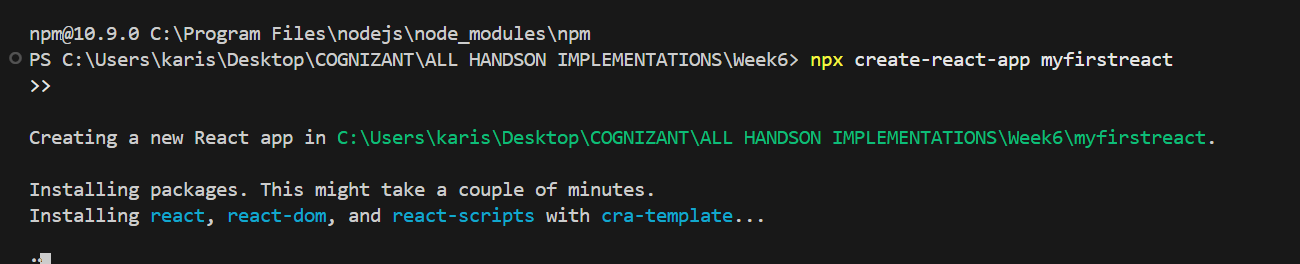 npm@10.9.0 C:\Program Files\nodejs\node_modules\npm
PS C:\Users\karis\Desktop\COGNIZANT\ALL HANDSON IMPLEMENTATIONS\Week6> npx create-react-app myfirstreact
>>
Creating a new React app in C:\Users\karis\Desktop\COGNIZANT\ALL HANDSON IMPLEMENTATIONS\Week6\myfirstreact.
Installing packages. This might take a couple of minutes.
Installing react, react-dom, and react-scripts with cra-template...